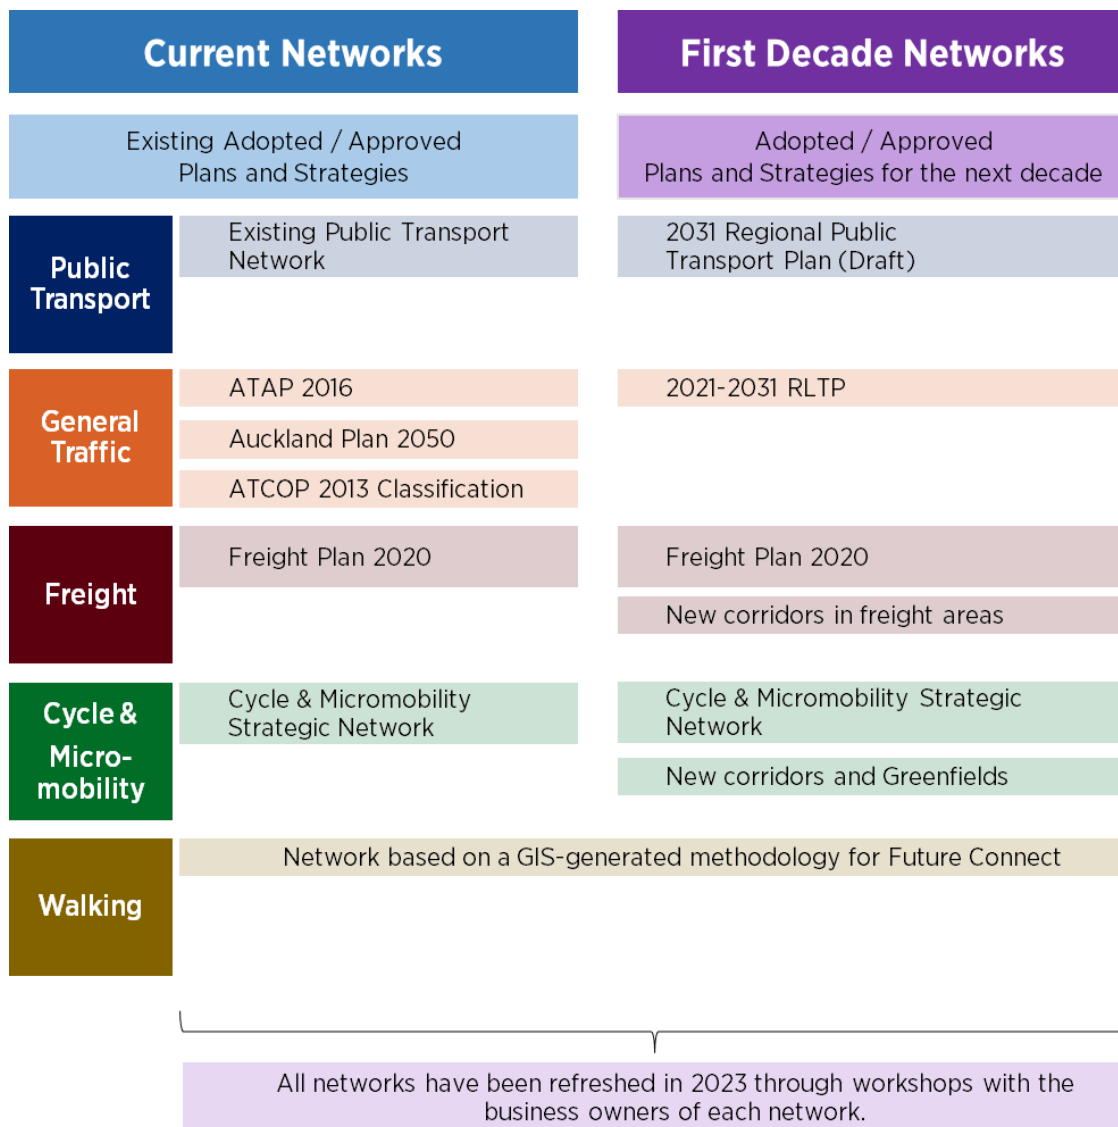 Current Networks
First Decade Networks
Existing Adopted / Approved
Plans and Strategies
Adopted / Approved
Plans and Strategies for the next decade
Public
Transport
Existing Public Transport
Network
2031 Regional Public
Transport Plan (Draft)
General
Traffic
ATAP 2016
Auckland Plan 2050
ATCOP 2013 Classification
2021-2031 RLTP
Freight
Freight Plan 2020
Freight Plan 2020
New corridors in freight areas
Cycle &
Micro-
mobility
Cycle & Micromobility
Strategic Network
Cycle & Micromobility Strategic
Network
New corridors and Greenfields
Walking
Network based on a GIS-generated methodology for Future Connect
All networks have been refreshed in 2023 through workshops with the
business owners of each network.